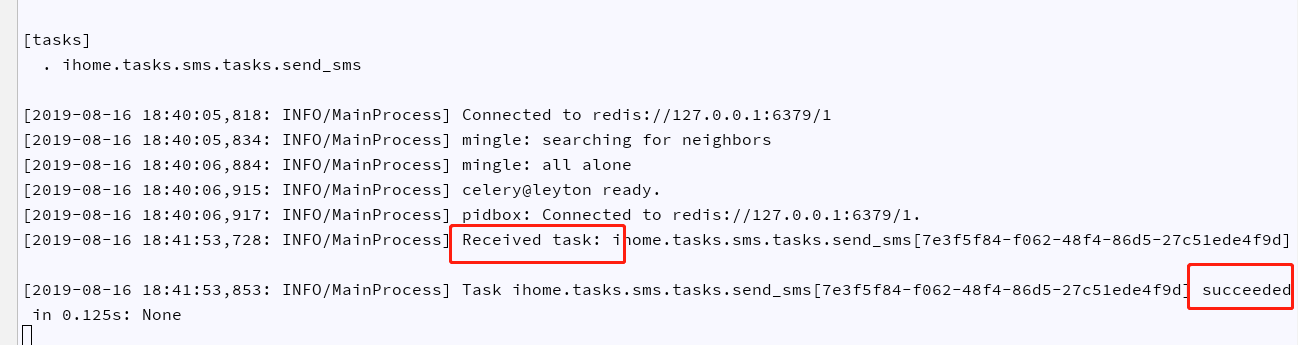 [tasks]
. ihome.tasks.sms.tasks.send_sms
[2019-08-16 18:40:05,818: INFO/MainProcess] Connected to redis://127.0.0.1:6379/1
[2019-08-16 18:40:05,834: INFO/MainProcess] mingle: searching for neighbors
[2019-08-16 18:40:06,884: INFO/MainProcess] mingle: all alone
[2019-08-16 18:40:06,915: INFO/MainProcess] celery@leyton ready.
[2019-08-16 18:40:06,917: INFO/MainProcess] pidbox: Connected to redis://127.0.0.1:6379/1.
[2019-08-16 18:41:53,728: INFO/MainProcess] Received task: ihome.tasks.sms.tasks.send_sms[7e3f5f84-f062-48f4-86d5-27c51ede4f9d]
[2019-08-16 18:41:53,853: INFO/MainProcess] Task ihome.tasks.sms.tasks.send_sms[7e3f5f84-f062-48f4-86d5-27c51ede4f9d] succeeded
in 0.125s: None